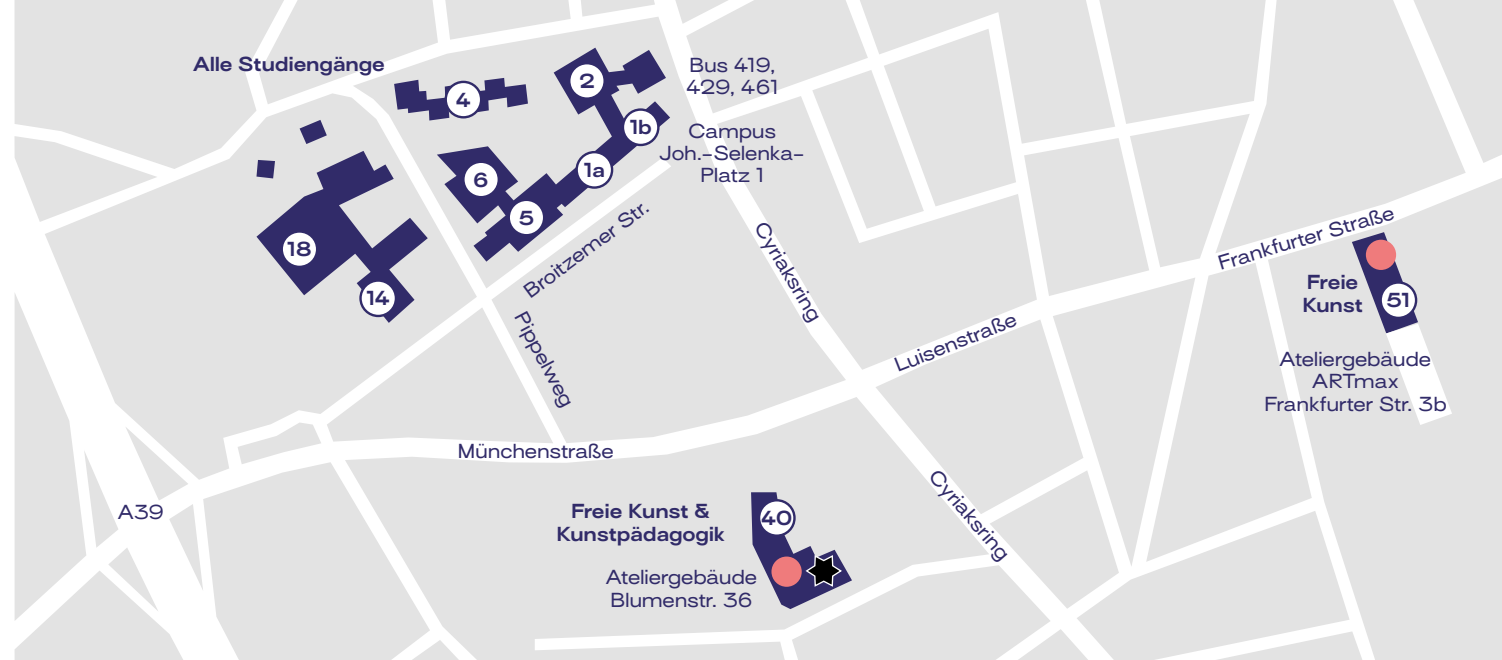 Alle Studiengänge
4
2
Bus 419,
429, 461
1b
Campus
Joh.-Selenka-
Platz 1
1a
6
5
18
14
Broitzemer Str.
Pippelweg
Cyriaksring
Luisenstraße
Frankfurter Straße
Freie
Kunst
51
Ateliergebäude
ARTmax
Frankfurter Str. 3b
Münchenstraße
A39
Freie Kunst &
Kunstpädagogik
40
Ateliergebäude
Blumenstr. 36
Cyriaksring